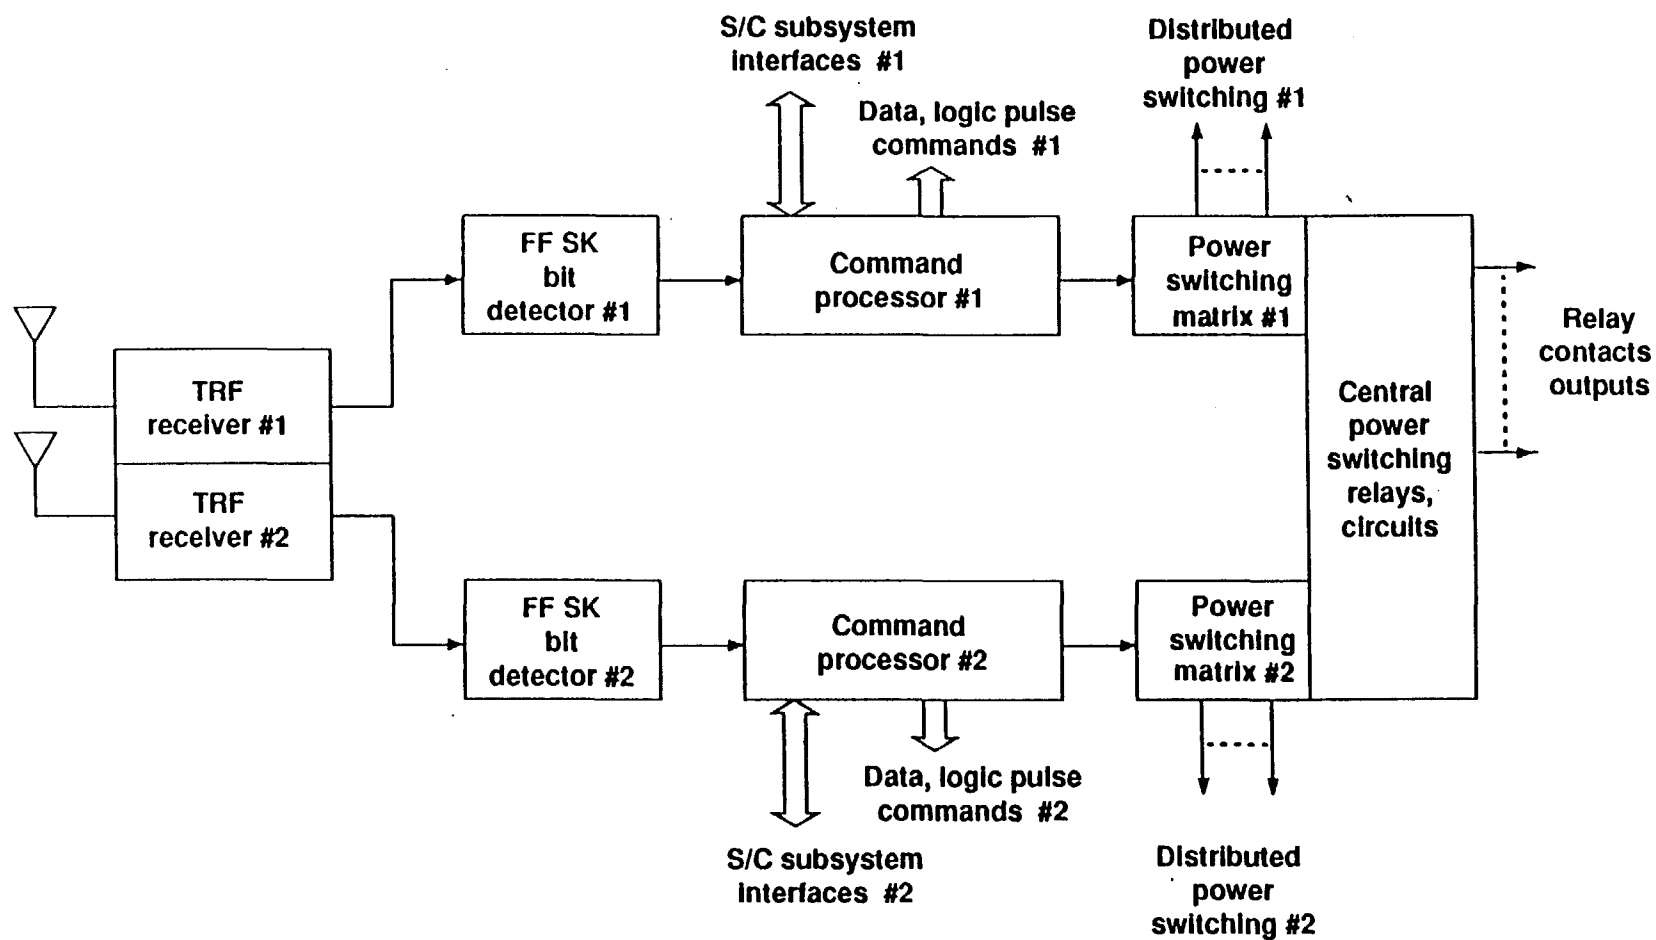 S/C subsystem
interfaces #1
Data, logic pulse
commands #1
Distributed
power
switching #1
FF SK
bit
detector #1
Command
processor #1
Power
switching
matrix #1
TRF
receiver #1
TRF
receiver #2
Central
power
switching
relays,
circuits
Relay
contacts
outputs
FF SK
bit
detector #2
Command
processor #2
Power
switching
matrix #2
Data, logic pulse
commands #2
S/C subsystem
interfaces #2
Distributed
power
switching #2